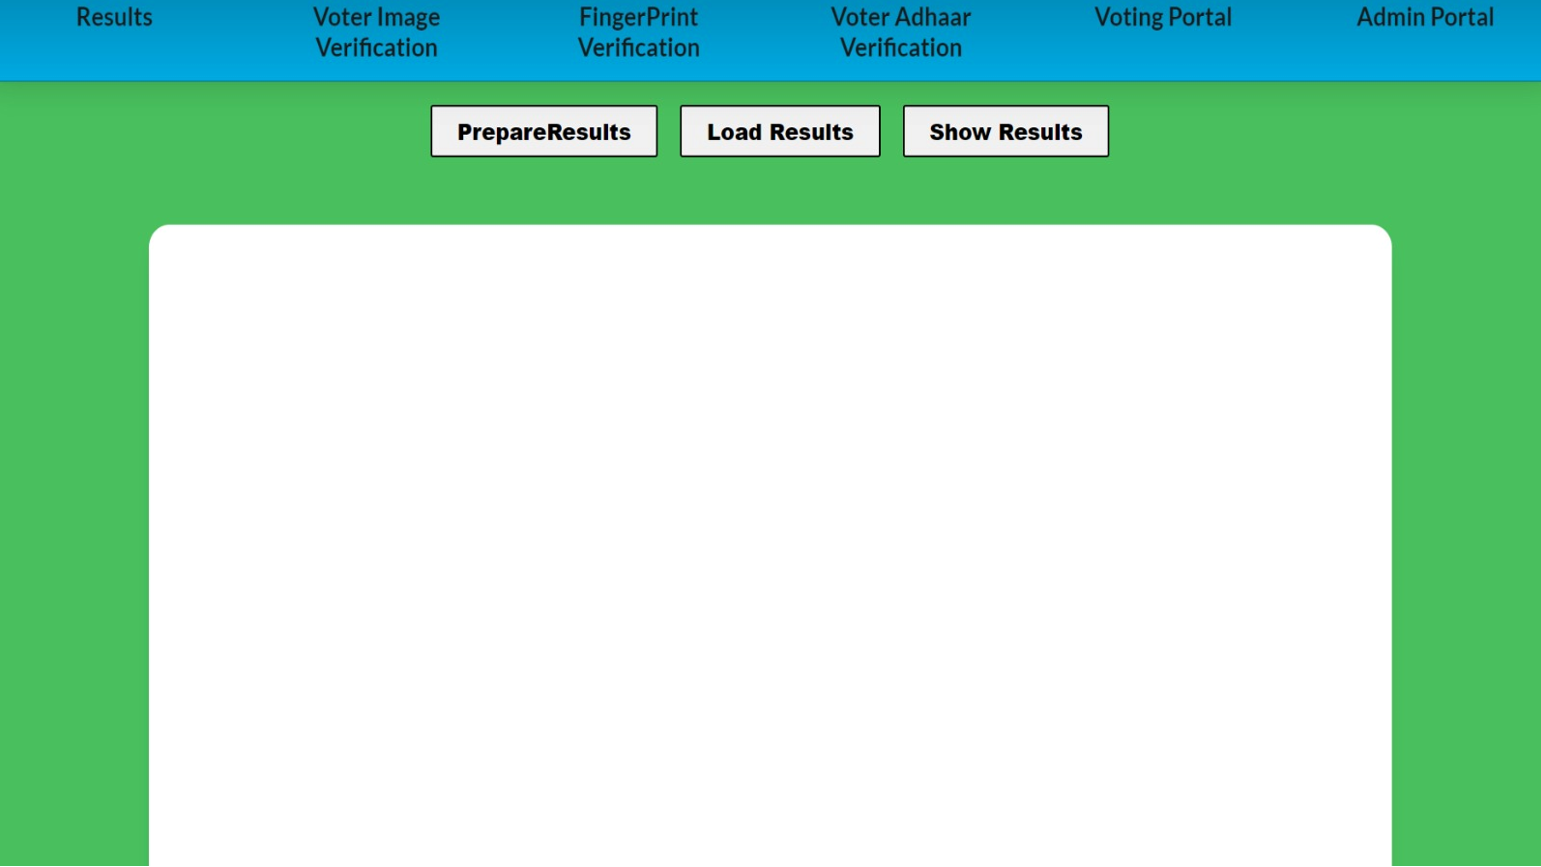 Results
Voter Image
Verification
FingerPrint
Verification
Voter Adhaar
Verification
Voting Portal
Admin Portal
PrepareResults
Load Results
Show Results